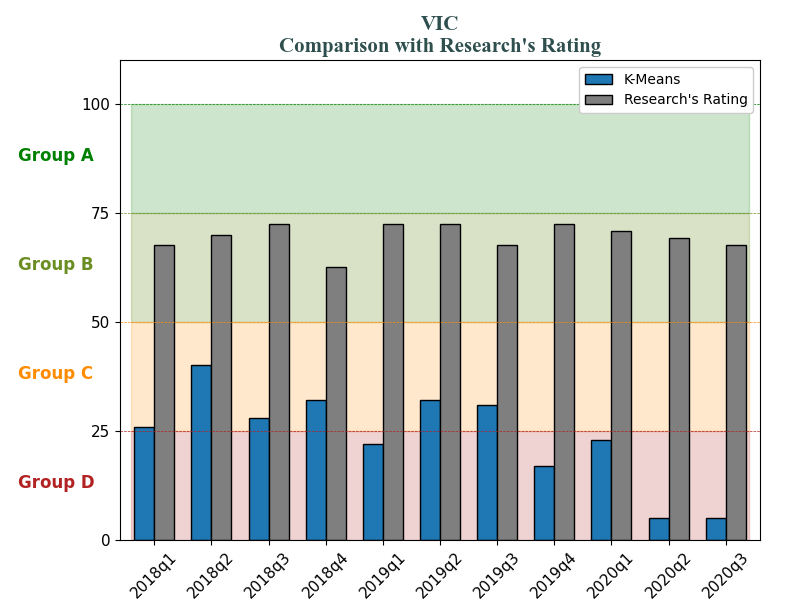 VIC
Comparison with Research's Rating
K-Means
Research's Rating
100
Group A
75
Group B
50
Group C
25
Group D
0
2018q1
2018q2
2018q3
2018q4
2019q1
2019q2
2019q3
2019q4
2020q1
2020q2
2020q3